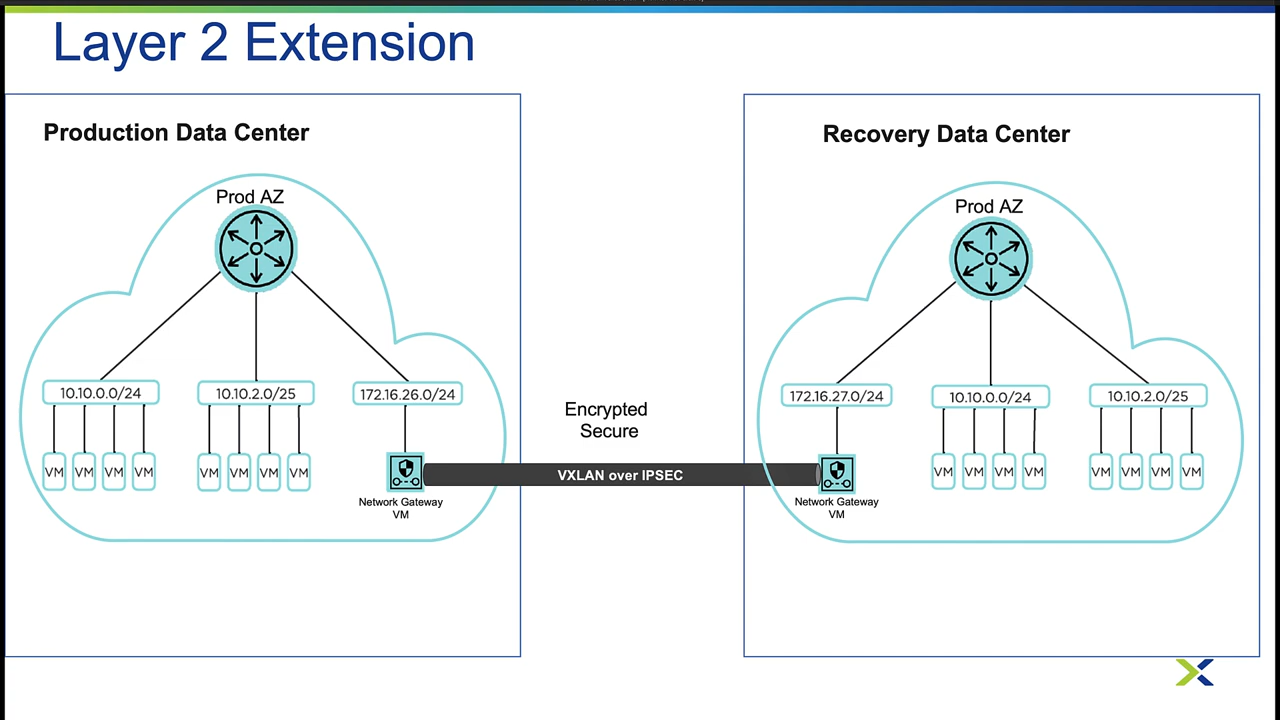 Layer 2 Extension
Production Data Center
Prod AZ
10.10.0.0/24
10.10.2.0/25
172.16.26.0/24
VM
VM
VM
VM
VM
VM
VM
VM
Network Gateway
VM
Encrypted
Secure
VXLAN over IPSEC
Recovery Data Center
Prod AZ
172.16.27.0/24
10.10.0.0/24
10.10.2.0/25
Network Gateway
VM
VM
VM
VM
VM
VM
VM
VM
VM